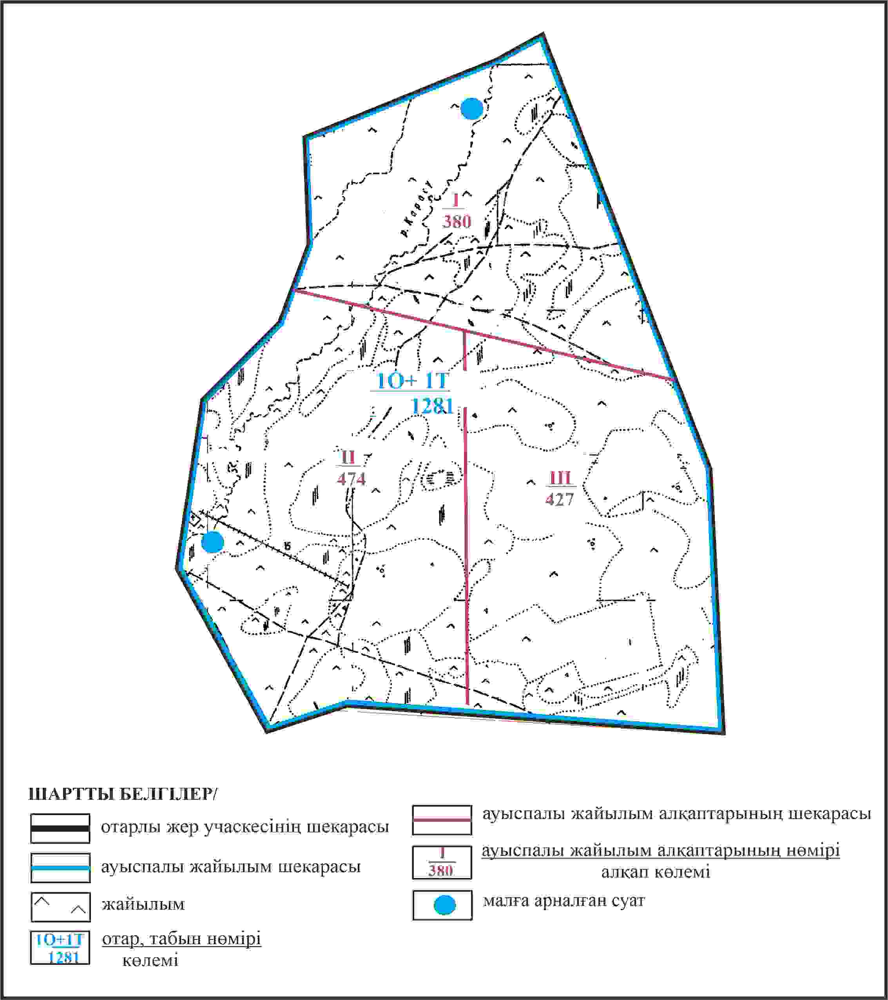 р. Карасу
I
380
1О+ 1Т
1281
II
474
III
427
15
ШАРТТЫ БЕЛГІЛЕР/
отарлы жер учаскесінің шекарасы
ауыспалы жайылым шекарасы
жайылым
1О+1Т
1281
отар, табын нөмірі
көлемі
ауыспалы жайылым алқаптарының шекарасы
I
380
ауыспалы жайылым алқаптарының нөмірі
алқап көлемі
малға арналған суат